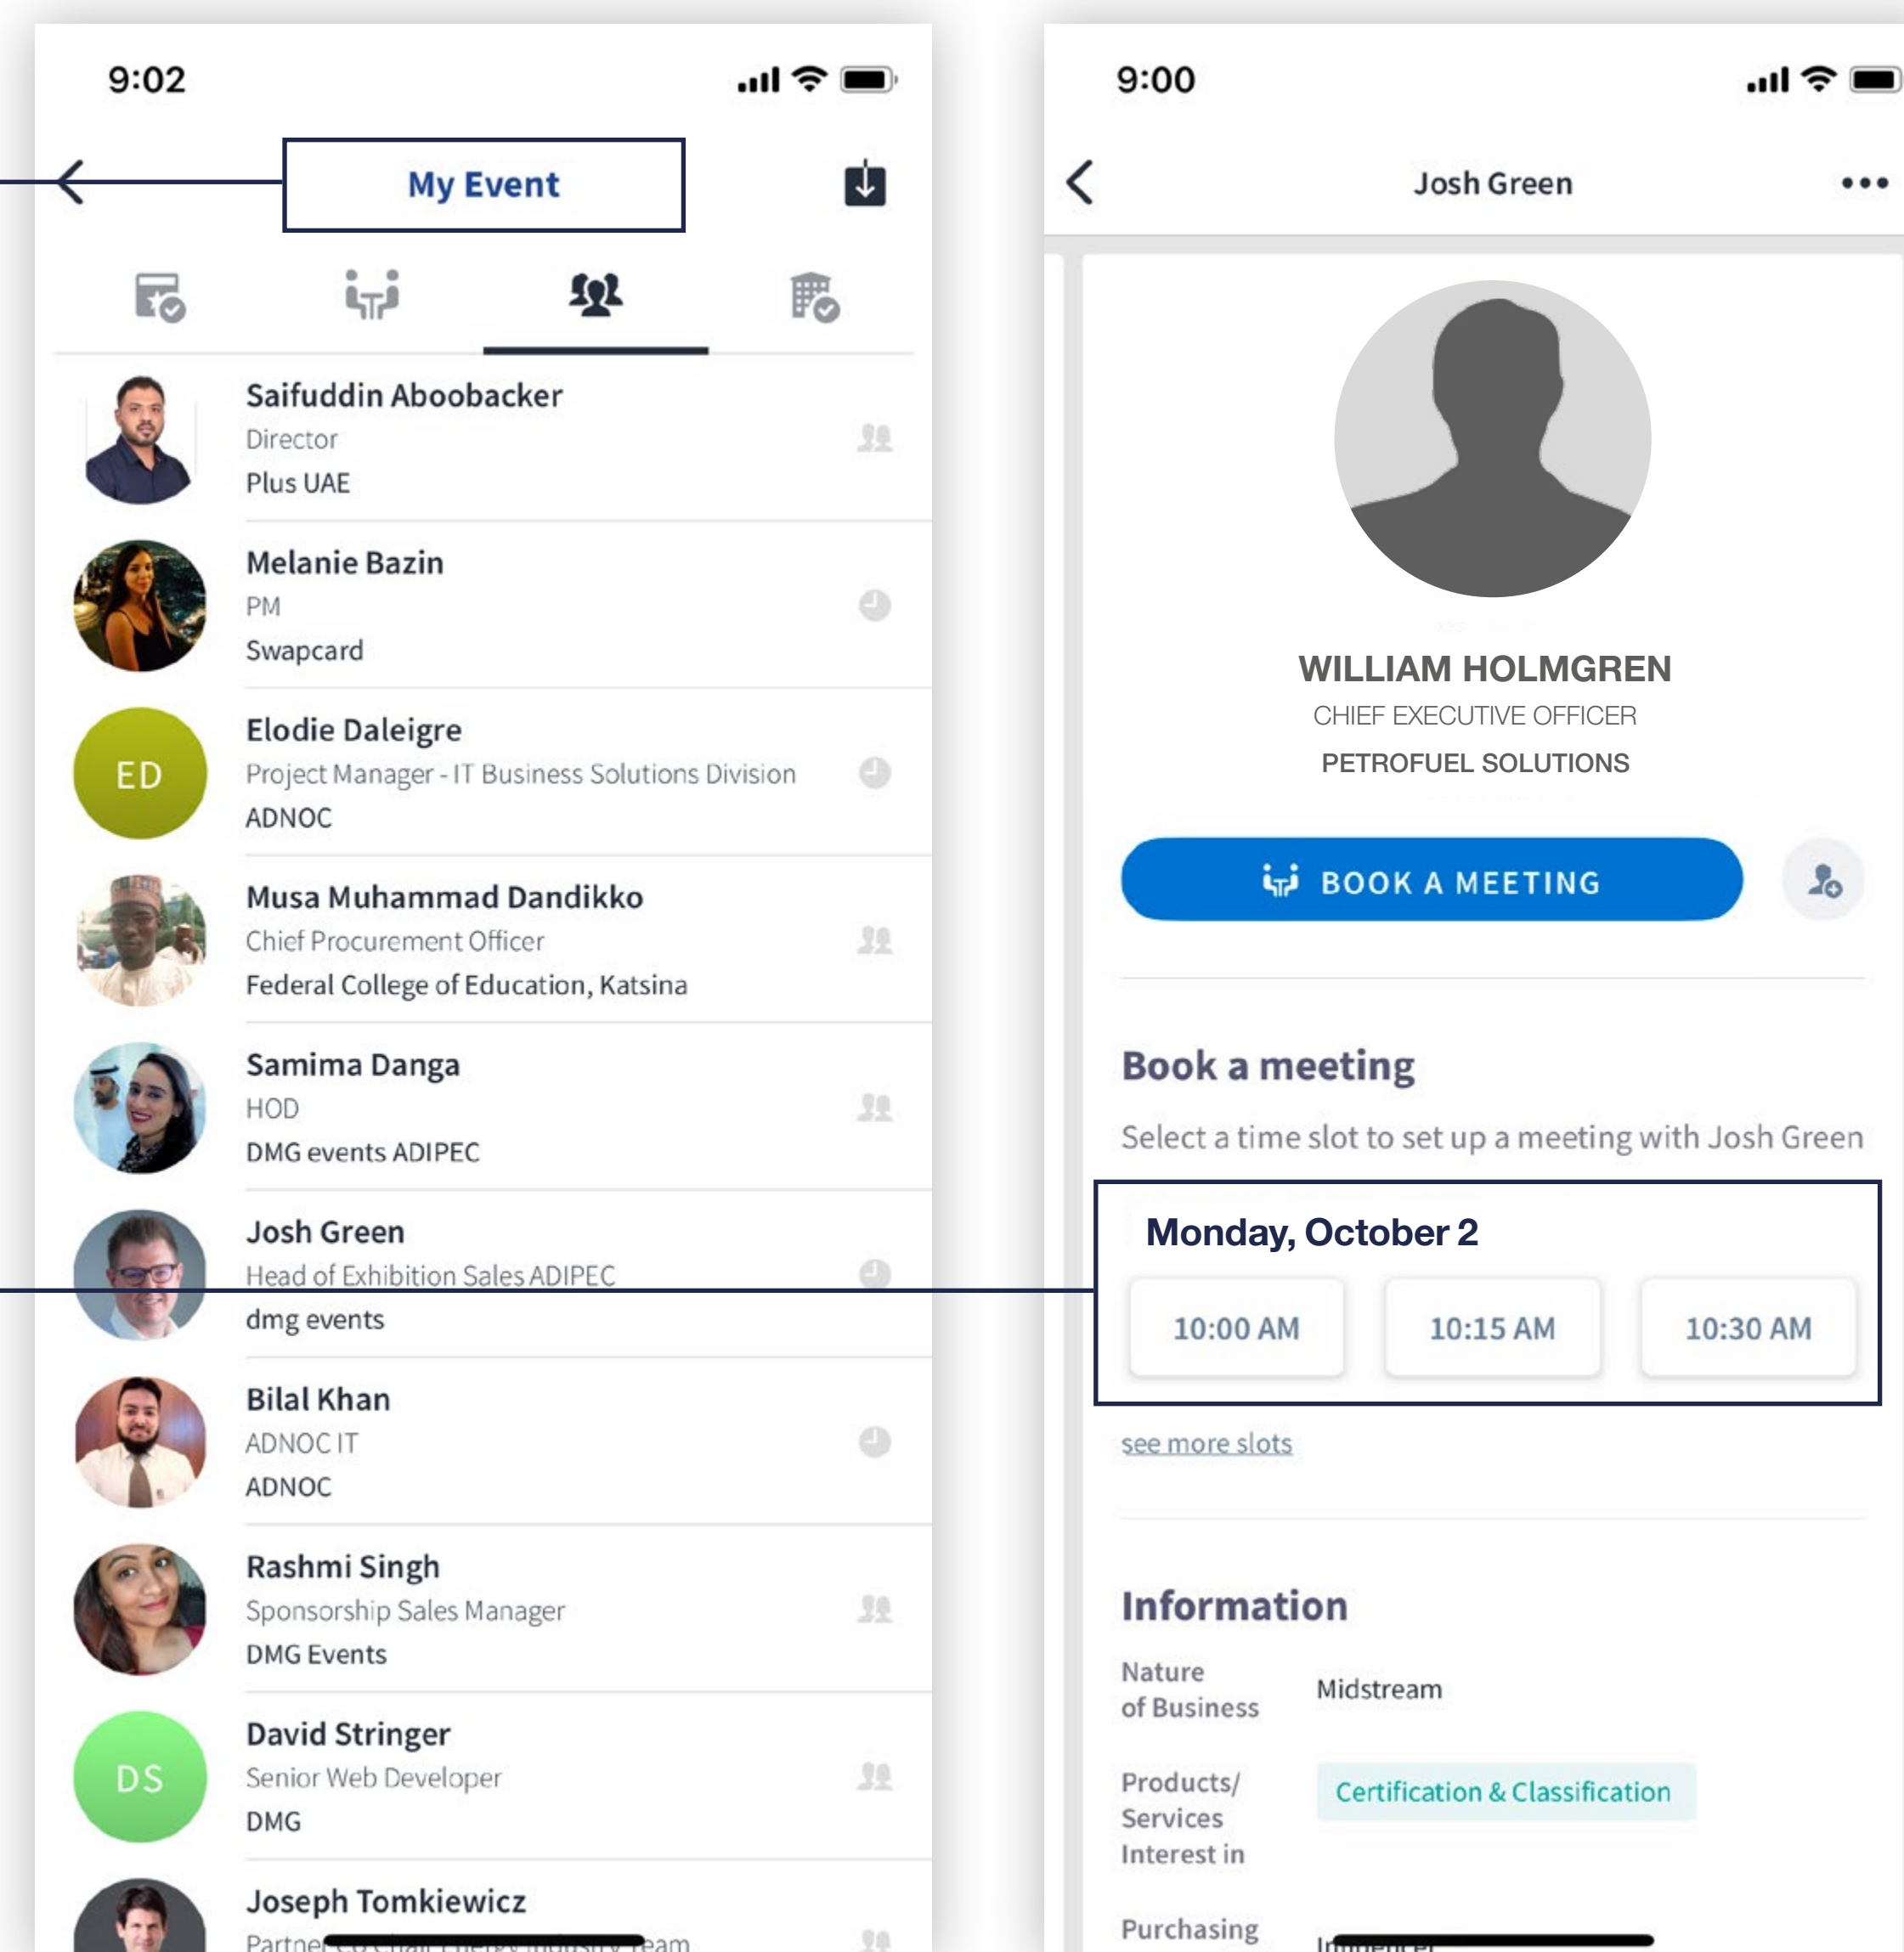 9:02
My Event
Saifuddin Aboobacker
Director
Plus UAE
Melanie Bazin
PM
Swapcard
ED
Elodie Daleigre
Project Manager - IT Business Solutions Division
ADNOC
Musa Muhammad Dandikko
Chief Procurement Officer
Federal College of Education, Katsina
Samima Danga
HOD
DMG events ADIPEC
Josh Green
Head of Exhibition Sales ADIPEC
dmg events
Bilal Khan
ADNOC IT
ADNOC
Rashmi Singh
Sponsorship Sales Manager
DMG Events
DS
David Stringer
Senior Web Developer
DMG
Joseph Tomkiewicz
9:00
Josh Green
WILLIAM HOLMGREN
CHIEF EXECUTIVE OFFICER
PETROFUEL SOLUTIONS
BOOK A MEETING
Book a meeting
Select a time slot to set up a meeting with Josh Green
Monday, October 2
10:00 AM 10:15 AM 10:30 AM
see more slots
Information
Nature
of Business
Midstream
Products/
Services
Interest in
Certification & Classification
Purchasing